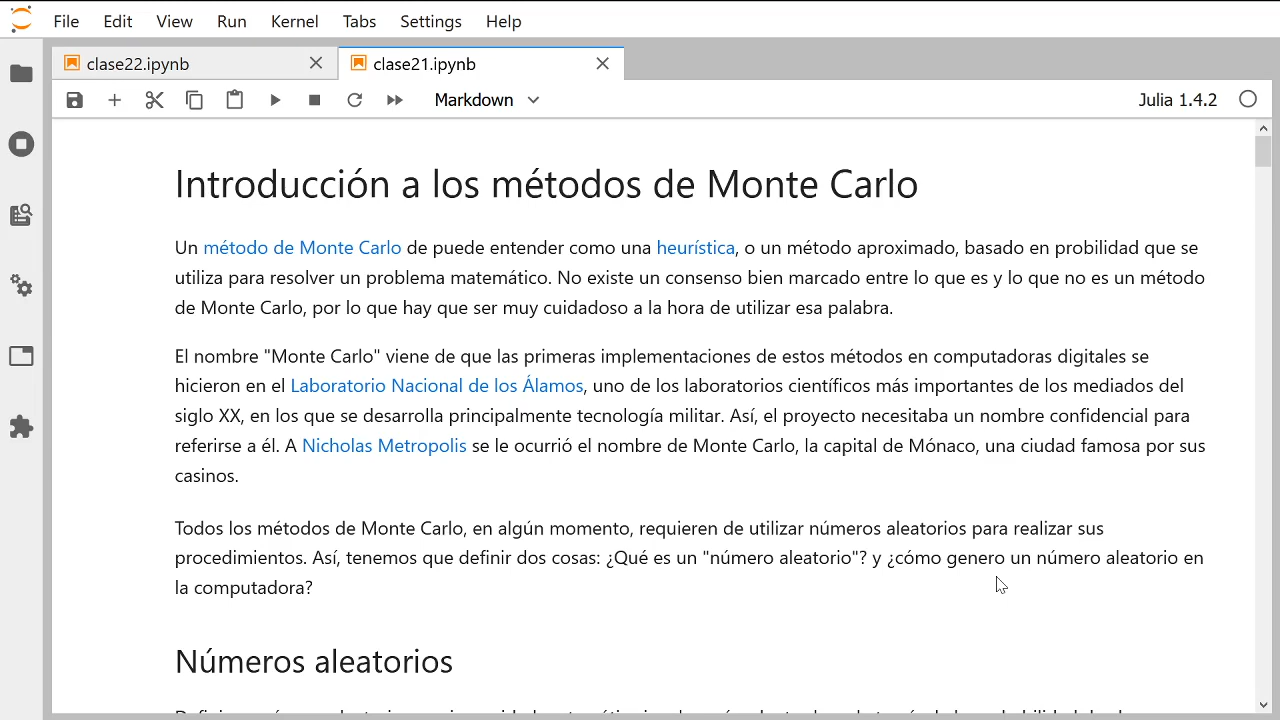 File Edit View Run Kernel Tabs Settings Help
clase22.ipynb
clase21.ipynb
Markdown
Julia 1.4.2
Introducción a los métodos de Monte Carlo
Un método de Monte Carlo de puede entender como una heurística, o un método aproximado, basado en probilidad que se
utiliza para resolver un problema matemático. No existe un consenso bien marcado entre lo que es y lo que no es un método
de Monte Carlo, por lo que hay que ser muy cuidadoso a la hora de utilizar esa palabra.
El nombre "Monte Carlo" viene de que las primeras implementaciones de estos métodos en computadoras digitales se
hicieron en el Laboratorio Nacional de los Álamos, uno de los laboratorios científicos más importantes de los mediados del
siglo XX, en los que se desarrolla principalmente tecnología militar. Así, el proyecto necesitaba un nombre confidencial para
referirse a él. A Nicholas Metropolis se le ocurrió el nombre de Monte Carlo, la capital de Mónaco, una ciudad famosa por sus
casinos.
Todos los métodos de Monte Carlo, en algún momento, requieren de utilizar números aleatorios para realizar sus
procedimientos. Así, tenemos que definir dos cosas: ¿Qué es un "número aleatorio"? y ¿cómo genero un número aleatorio en
la computadora?
Números aleatorios